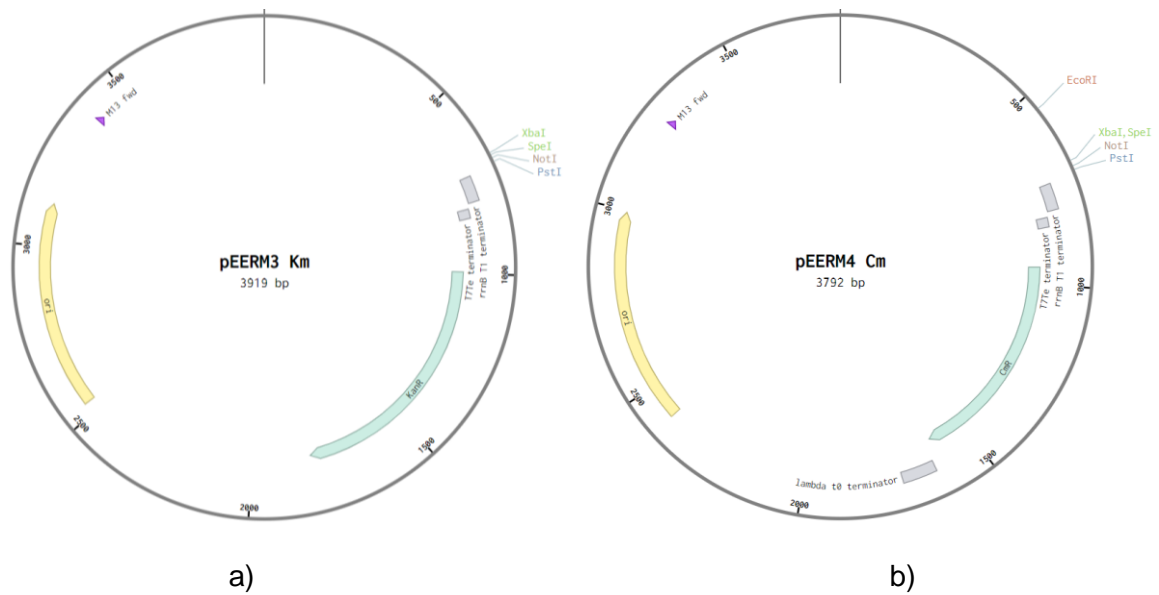 3500
M13 fwd
500
XbaI
SpeI
NotI
PstI
T7Te terminator
rrnB T1 terminator
3000
pEERM3 Km
3919 bp
1000
ori
KanR
2500
1500
2000
a)
3500
M13 fwd
EcoRI
500
XbaI,SpeI
NotI
PstI
3000
T7Te terminator
rrnB T1 terminator
pEERM4 Cm
3792 bp
1000
ori
CmR
2500
1500
lambda t0 terminator
2000
b)